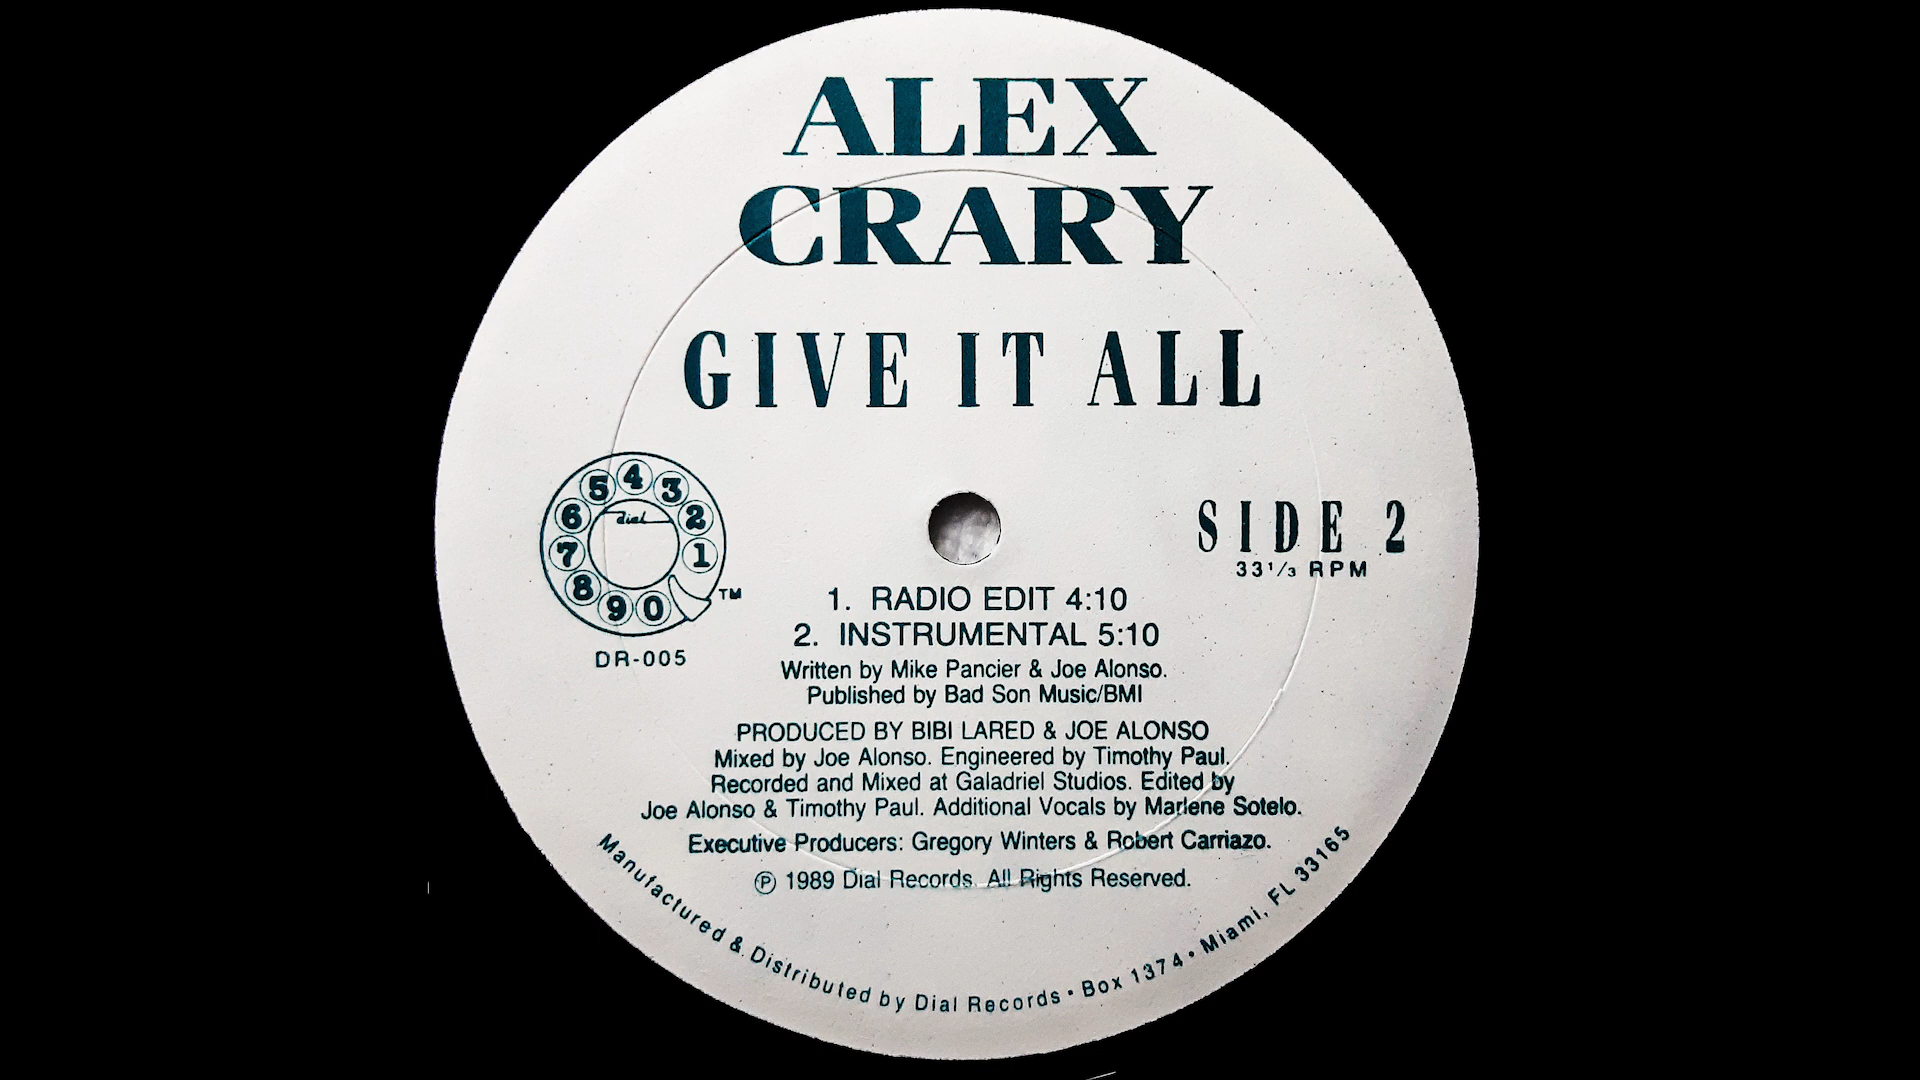 ALEX
CRARY
GIVE IT ALL
5 4 3
6 dial 2
7 1
8 9 0
TM
DR-005
SIDE 2
33 1/3 RPM
1. RADIO EDIT 4:10
2. INSTRUMENTAL 5:10
Written by Mike Pancier & Joe Alonso.
Published by Bad Son Music/BMI
PRODUCED BY BIBI LARED & JOE ALONSO
Mixed by Joe Alonso. Engineered by Timothy Paul.
Recorded and Mixed at Galadriel Studios. Edited by
Joe Alonso & Timothy Paul. Additional Vocals by Marlene Sotelo.
Executive Producers: Gregory Winters & Robert Carriazo.
℗ 1989 Dial Records. All Rights Reserved.
Manufactured & Distributed by Dial Records • Box 1374 • Miami, FL 33165